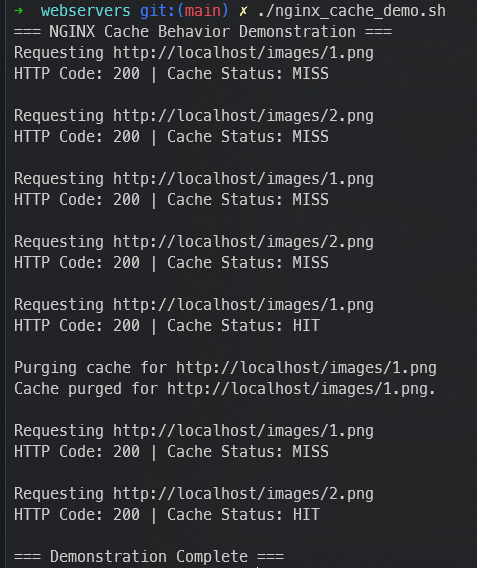 ➜ webservers git:(main) ✗ ./nginx_cache_demo.sh
=== NGINX Cache Behavior Demonstration ===
Requesting http://localhost/images/1.png
HTTP Code: 200 | Cache Status: MISS
Requesting http://localhost/images/2.png
HTTP Code: 200 | Cache Status: MISS
Requesting http://localhost/images/1.png
HTTP Code: 200 | Cache Status: MISS
Requesting http://localhost/images/2.png
HTTP Code: 200 | Cache Status: MISS
Requesting http://localhost/images/1.png
HTTP Code: 200 | Cache Status: HIT
Purging cache for http://localhost/images/1.png
Cache purged for http://localhost/images/1.png.
Requesting http://localhost/images/1.png
HTTP Code: 200 | Cache Status: MISS
Requesting http://localhost/images/2.png
HTTP Code: 200 | Cache Status: HIT
=== Demonstration Complete ===